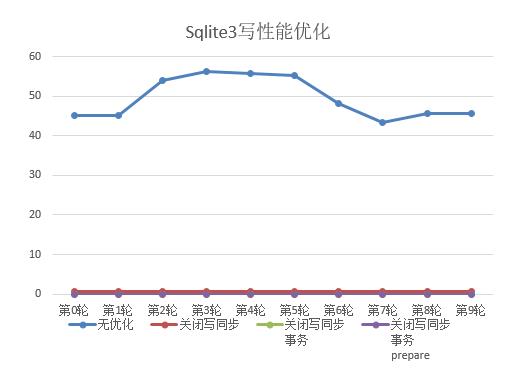 Sqlite3写性能优化
60
50
40
30
20
10
0
第0轮 第1轮 第2轮 第3轮 第4轮 第5轮 第6轮 第7轮 第8轮 第9轮
无优化 关闭写同步 关闭写同步 关闭写同步
事务 事务
prepare